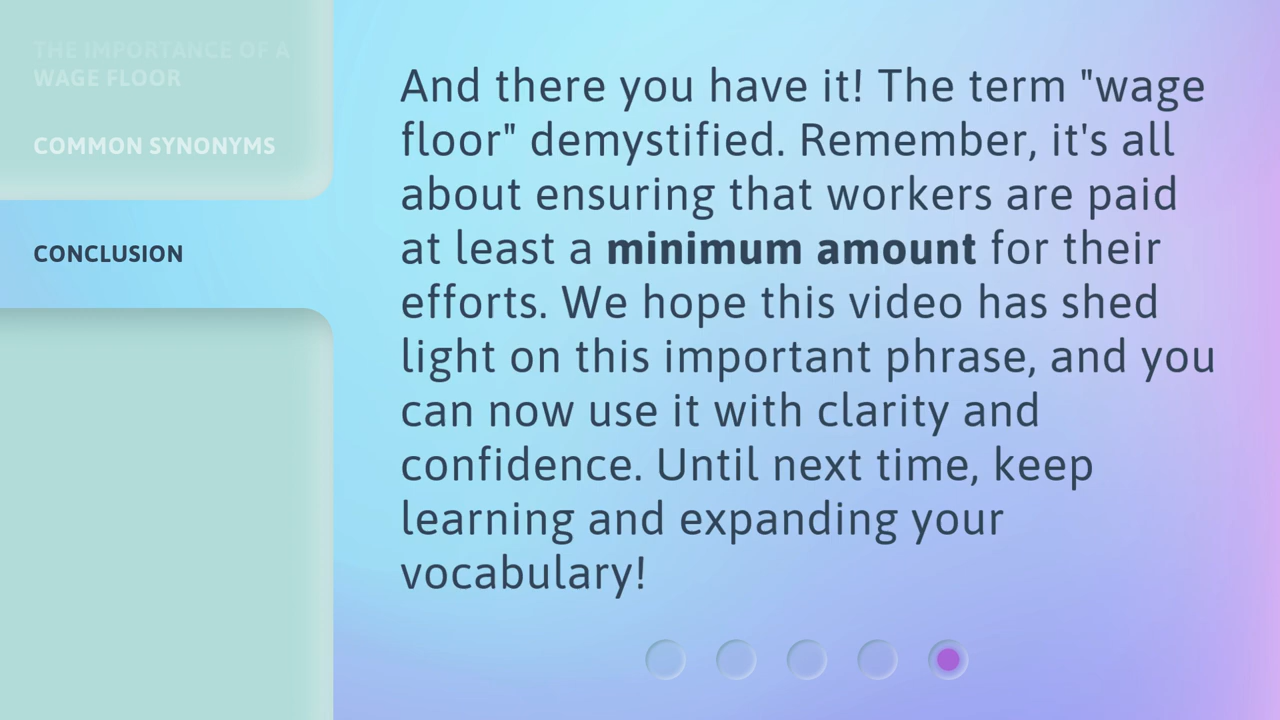 THE IMPORTANCE OF A
WAGE FLOOR
COMMON SYNONYMS
CONCLUSION
And there you have it! The term "wage
floor" demystified. Remember, it's all
about ensuring that workers are paid
at least a minimum amount for their
efforts. We hope this video has shed
light on this important phrase, and you
can now use it with clarity and
confidence. Until next time, keep
learning and expanding your
vocabulary!